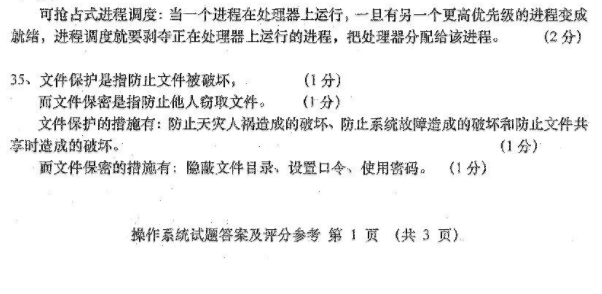 可抢占式进程调度：当一个进程在处理器上运行，一旦有另一个更高优先级的进程变成
就绪，进程调度就要剥夺正在处理器上运行的进程，把处理器分配给该进程。 (2 分)
35、文件保护是指防止文件被破坏， (1 分)
而文件保密是指防止他人窃取文件。 (1 分)
文件保护的措施有：防止天灾人祸造成的破坏、防止系统故障造成的破坏和防止文件共
享时造成的破坏。 (1 分)
而文件保密的措施有：隐蔽文件目录、设置口令、使用密码。 (1 分)
操作系统试题答案及评分参考 第 1 页 (共 3 页)